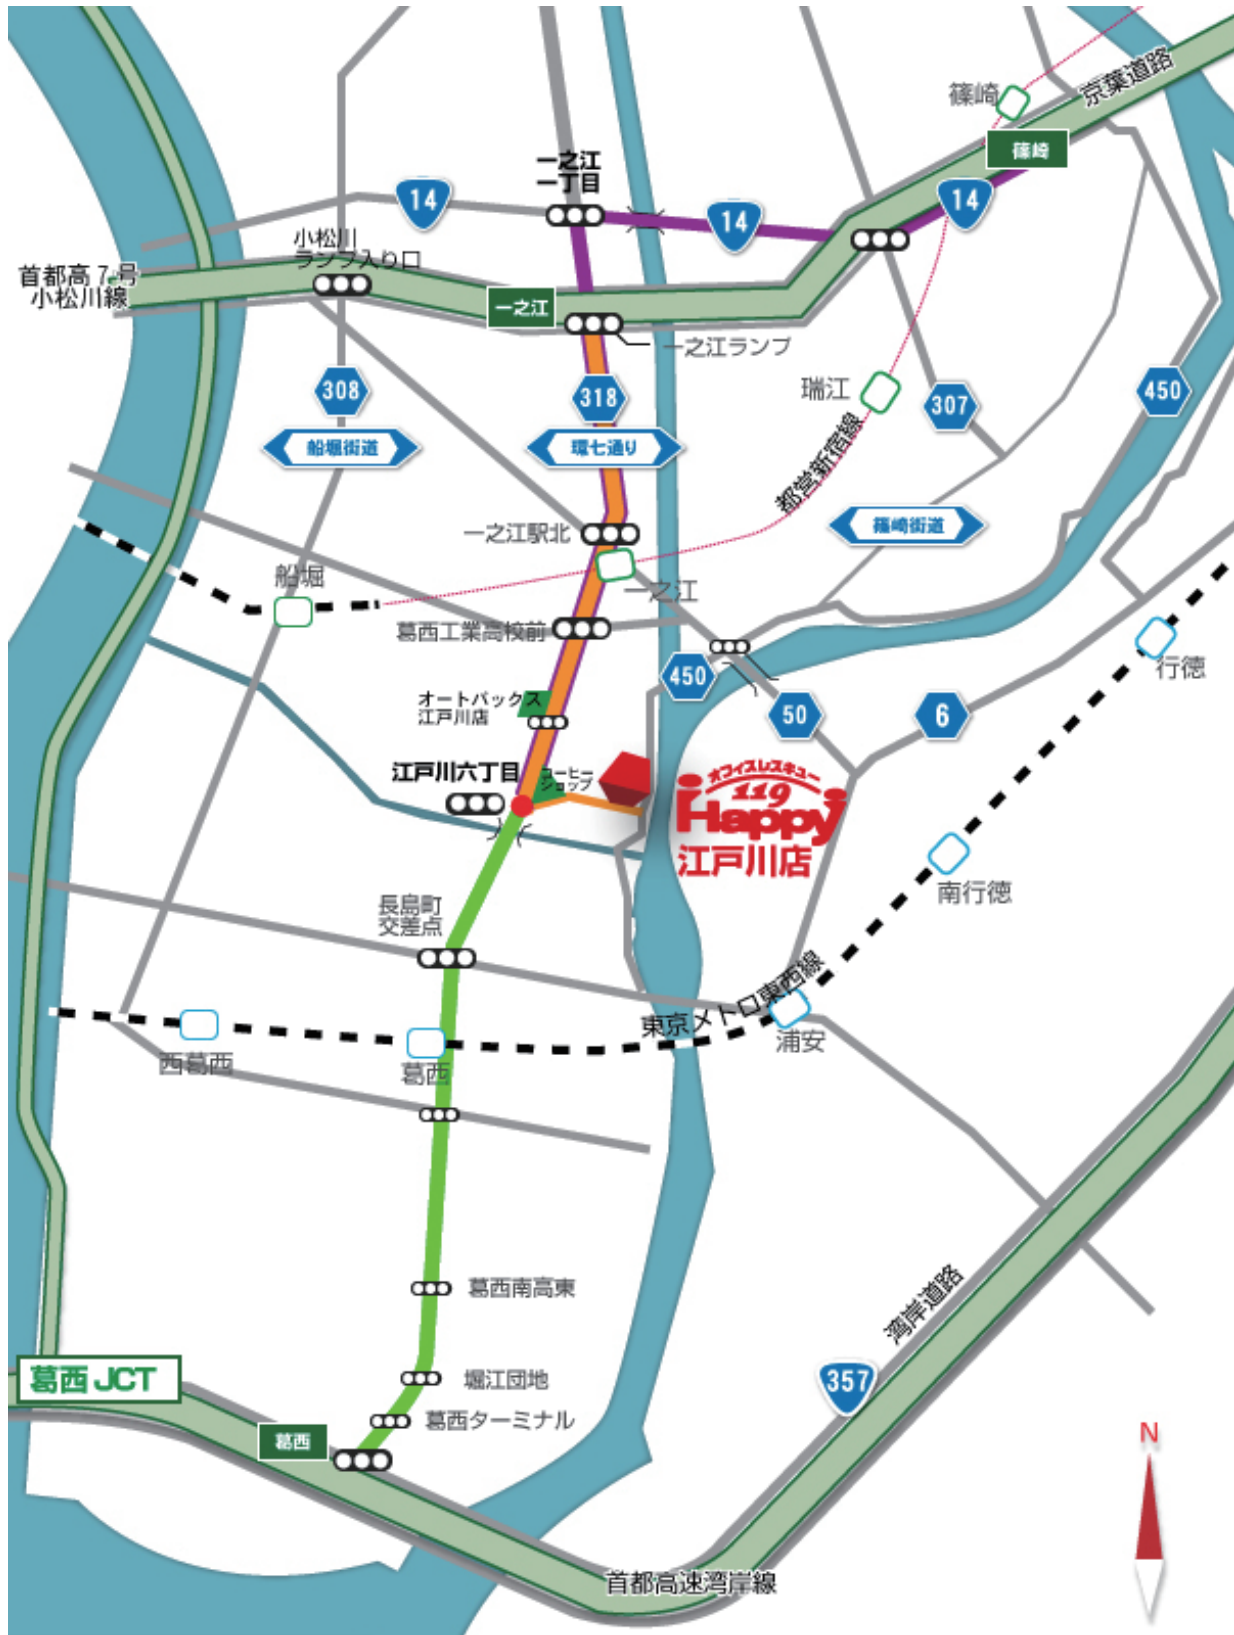 京葉道路
篠崎
篠崎
一之江
一丁目
14
14
14
小松川
ランプ入り口
首都高7号
小松川線
一之江
一之江ランプ
308
318
瑞江
307
450
船堀街道
環七通り
都営新宿線
篠崎街道
一之江駅北
船堀
一之江
葛西工業高校前
行徳
450
オートバックス
江戸川店
50
6
江戸川六丁目
コーヒー
ショップ
オフィスレスキュー
119
Happy
江戸川店
南行徳
長島町
交差点
東京メトロ東西線
浦安
西葛西
葛西
葛西南高東
湾岸道路
堀江団地
357
葛西JCT
葛西ターミナル
葛西
N
首都高速湾岸線